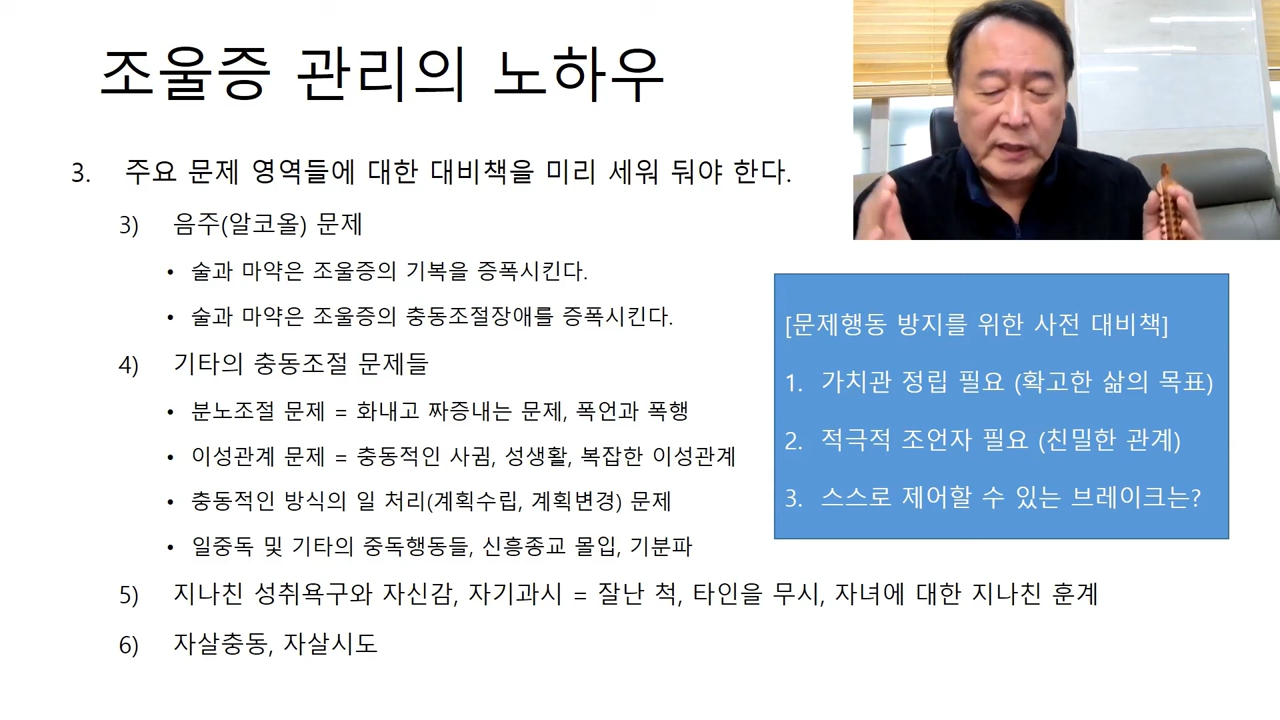 조울증 관리의 노하우
3. 주요 문제 영역들에 대한 대비책을 미리 세워 둬야 한다.
3) 음주(알코올) 문제
• 술과 마약은 조울증의 기복을 증폭시킨다.
• 술과 마약은 조울증의 충동조절장애를 증폭시킨다.
4) 기타의 충동조절 문제들
• 분노조절 문제 = 화내고 짜증내는 문제, 폭언과 폭행
• 이성관계 문제 = 충동적인 사귐, 성생활, 복잡한 이성관계
• 충동적인 방식의 일 처리(계획수립, 계획변경) 문제
• 일중독 및 기타의 중독행동들, 신흥종교 몰입, 기분파
5) 지나친 성취욕구와 자신감, 자기과시 = 잘난 척, 타인을 무시, 자녀에 대한 지나친 훈계
6) 자살충동, 자살시도
[문제행동 방지를 위한 사전 대비책]
1. 가치관 정립 필요 (확고한 삶의 목표)
2. 적극적 조언자 필요 (친밀한 관계)
3. 스스로 제어할 수 있는 브레이크는?